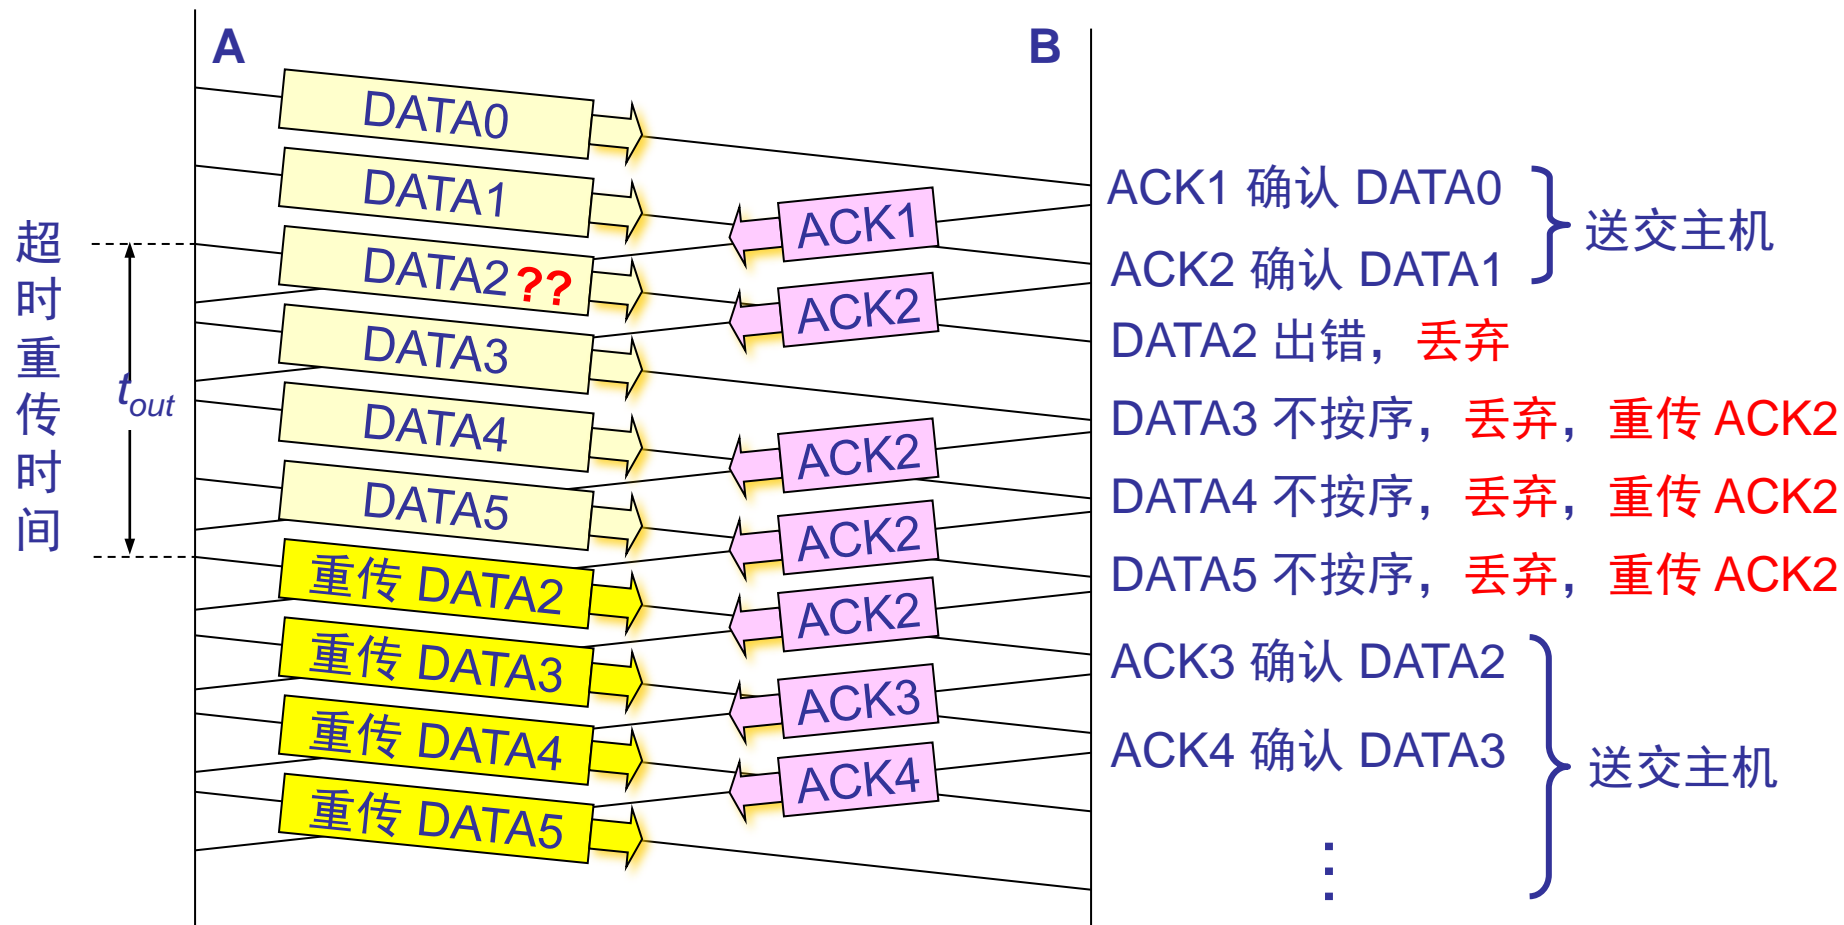 A
B
DATA0
DATA1
DATA2??
DATA3
DATA4
DATA5
重传 DATA2
重传 DATA3
重传 DATA4
重传 DATA5
ACK1
ACK2
ACK2
ACK2
ACK2
ACK3
ACK4
超时重传时间
tout
ACK1 确认 DATA0
ACK2 确认 DATA1
送交主机
DATA2 出错，丢弃
DATA3 不按序，丢弃，重传 ACK2
DATA4 不按序，丢弃，重传 ACK2
DATA5 不按序，丢弃，重传 ACK2
ACK3 确认 DATA2
ACK4 确认 DATA3
送交主机
⋮